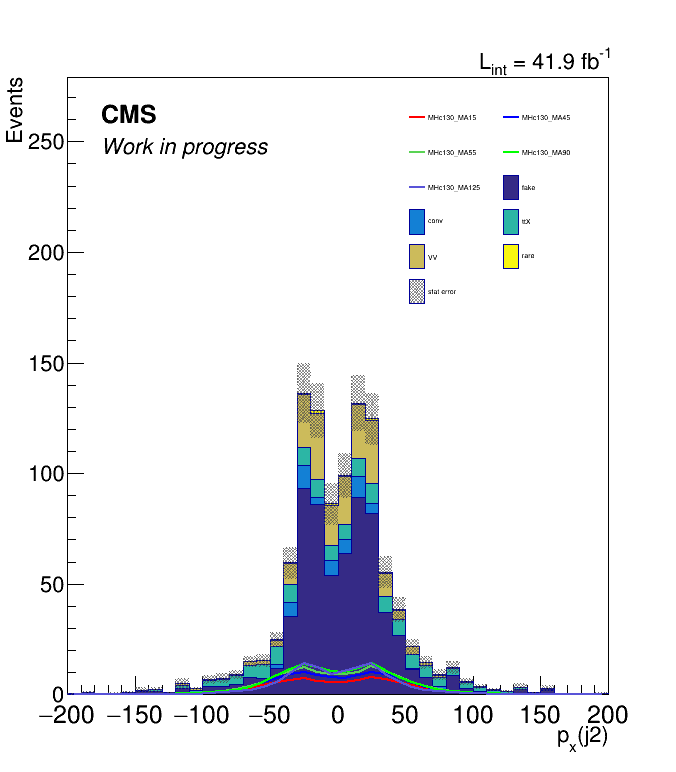 L_int = 41.9 fb^-1
Events
CMS
Work in progress
MHc130_MA15
MHc130_MA45
MHc130_MA55
MHc130_MA90
MHc130_MA125
fake
conv
ttX
VV
rare
stat error
250
200
150
100
50
0
−200 −150 −100 −50 0 50 100 150 200
p_x(j2)